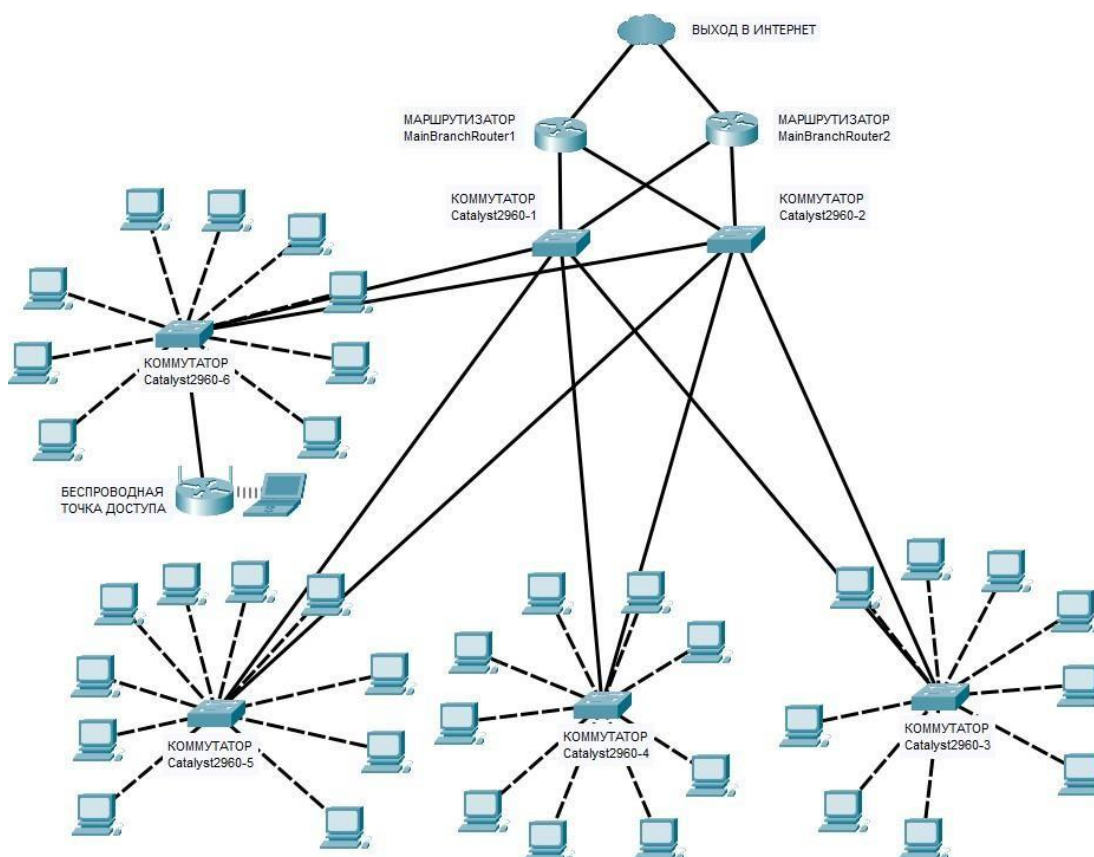 ВЫХОД В ИНТЕРНЕТ
МАРШРУТИЗАТОР
MainBranchRouter1
МАРШРУТИЗАТОР
MainBranchRouter2
КОММУТАТОР
Catalyst2960-1
КОММУТАТОР
Catalyst2960-2
КОММУТАТОР
Catalyst2960-6
БЕСПРОВОДНАЯ
ТОЧКА ДОСТУПА
КОММУТАТОР
Catalyst2960-5
КОММУТАТОР
Catalyst2960-4
КОММУТАТОР
Catalyst2960-3